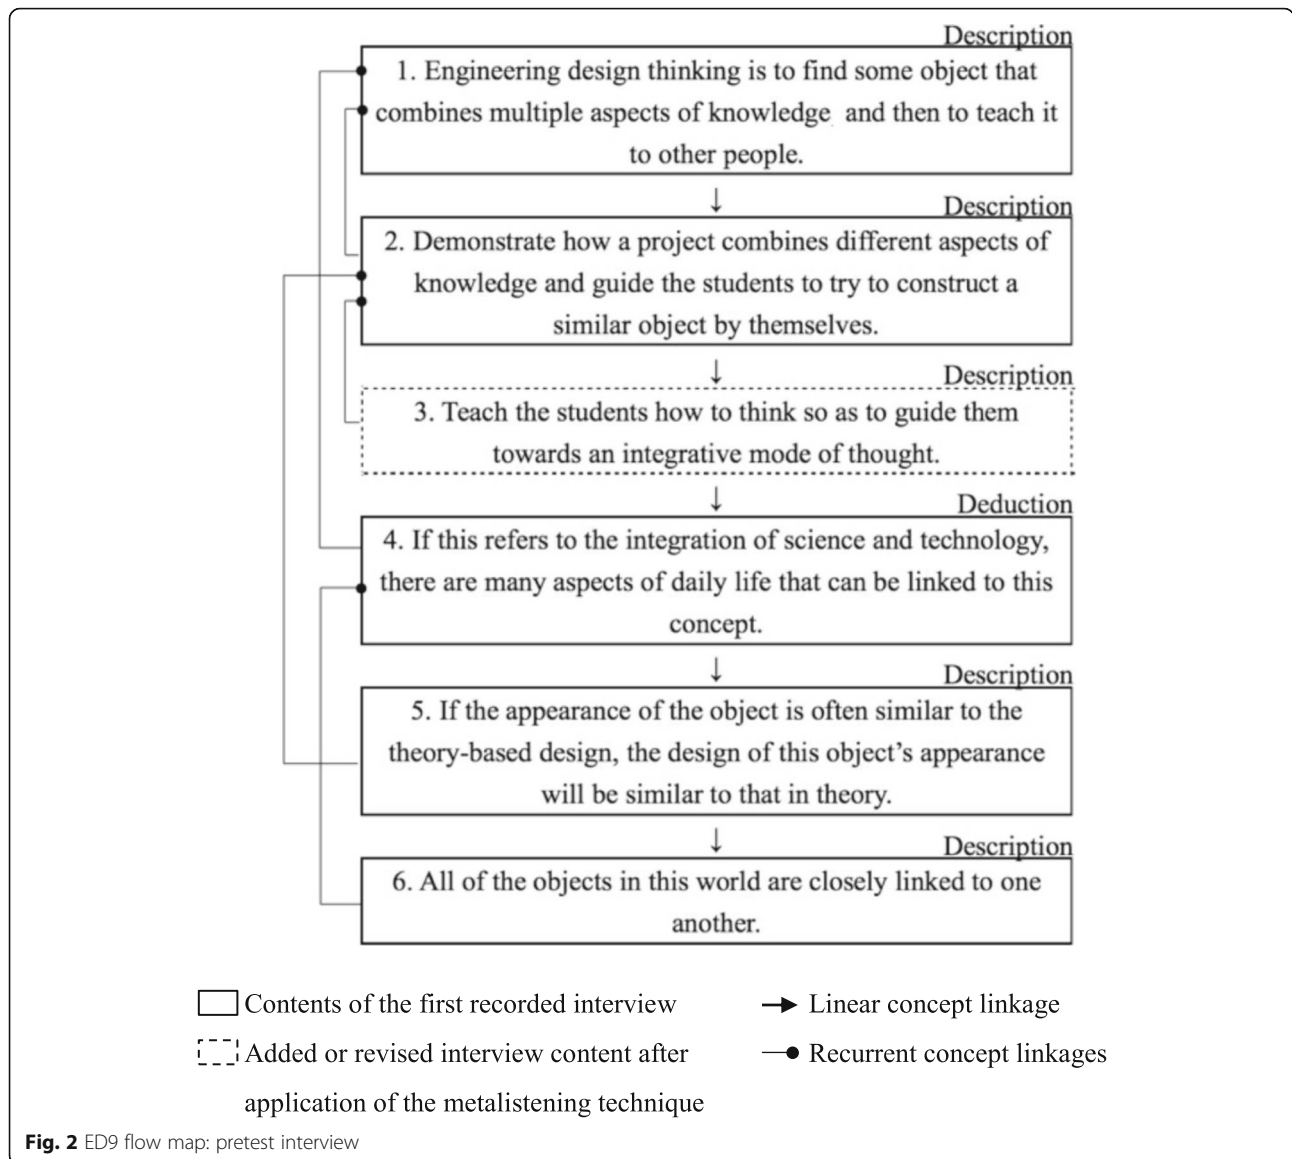 Description
1. Engineering design thinking is to find some object that
combines multiple aspects of knowledge and then to teach it
to other people.
Description
2. Demonstrate how a project combines different aspects of
knowledge and guide the students to try to construct a
similar object by themselves.
Description
3. Teach the students how to think so as to guide them
towards an integrative mode of thought.
Deduction
4. If this refers to the integration of science and technology,
there are many aspects of daily life that can be linked to this
concept.
Description
5. If the appearance of the object is often similar to the
theory-based design, the design of this object’s appearance
will be similar to that in theory.
Description
6. All of the objects in this world are closely linked to one
another.
Contents of the first recorded interview
Linear concept linkage
Added or revised interview content after
Recurrent concept linkages
application of the metalistening technique
Fig. 2 ED9 flow map: pretest interview